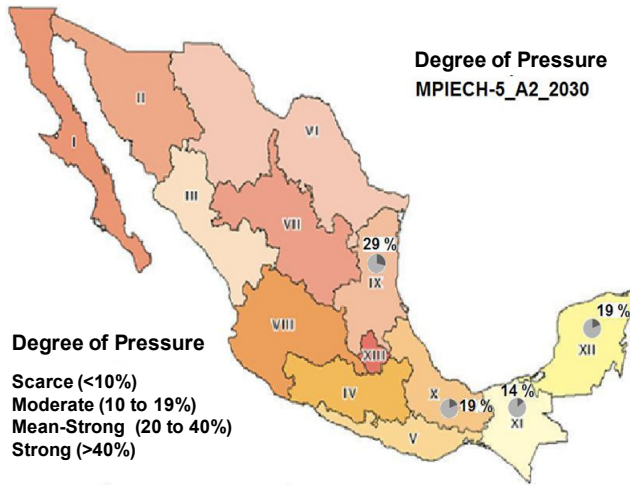 Degree of Pressure
MPIECH-5_A2_2030
II
VI
I
III
VII
29 %
IX
19 %
VIII
XIII
XII
Degree of Pressure
Scarce (<10%)
Moderate (10 to 19%)
Mean-Strong (20 to 40%)
Strong (>40%)
IV
X
19 %
14 %
XI
V